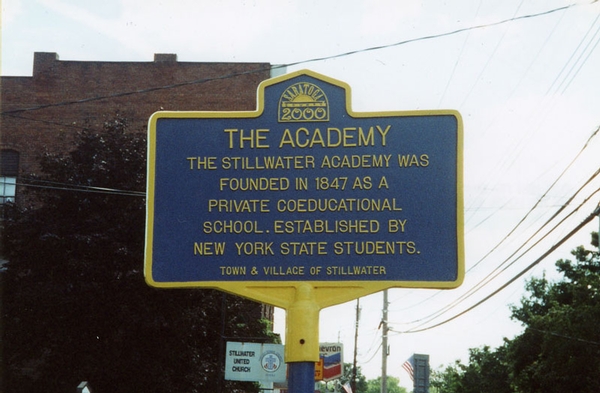 SARATOGA
COUNTY
2000
THE ACADEMY
THE STILLWATER ACADEMY WAS
FOUNDED IN 1847 AS A
PRIVATE COEDUCATIONAL
SCHOOL. ESTABLISHED BY
NEW YORK STATE STUDENTS.
TOWN & VILLAGE OF STILLWATER
STILLWATER
UNITED
CHURCH